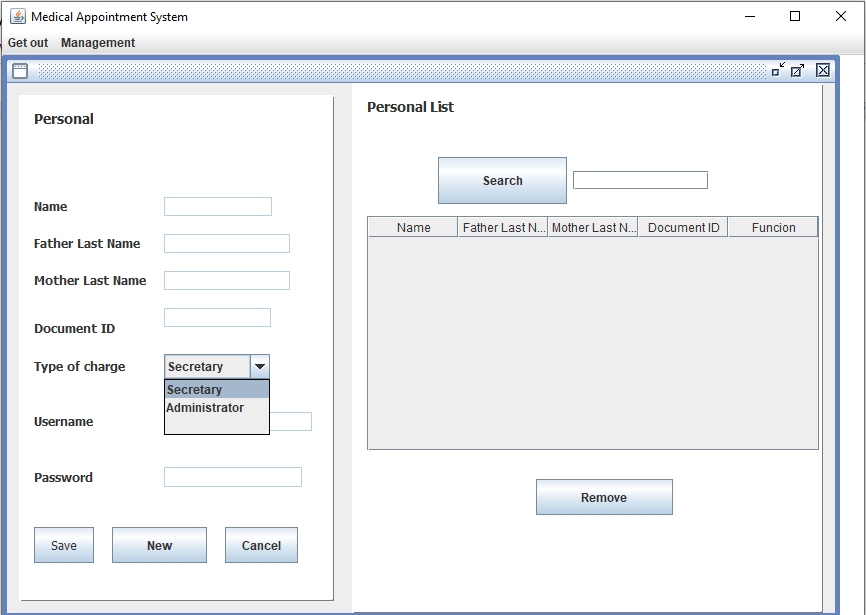 Medical Appointment System
Get out Management
Personal
Name
Father Last Name
Mother Last Name
Document ID
Type of charge Secretary
Secretary
Administrator
Username
Password
Save New Cancel
Personal List
Search
Name Father Last N... Mother Last N... Document ID Funcion
Remove